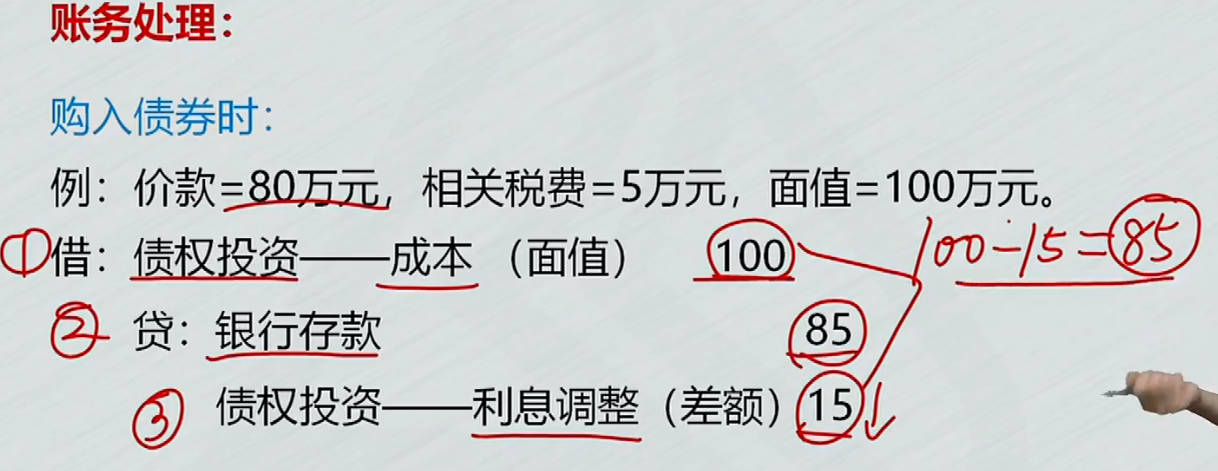 账务处理：
购入债券时：
例：价款=80万元，相关税费=5万元，面值=100万元。
①借：债权投资——成本（面值） 100 100-15=85
② 贷：银行存款 85
③ 债权投资——利息调整（差额） 15↓